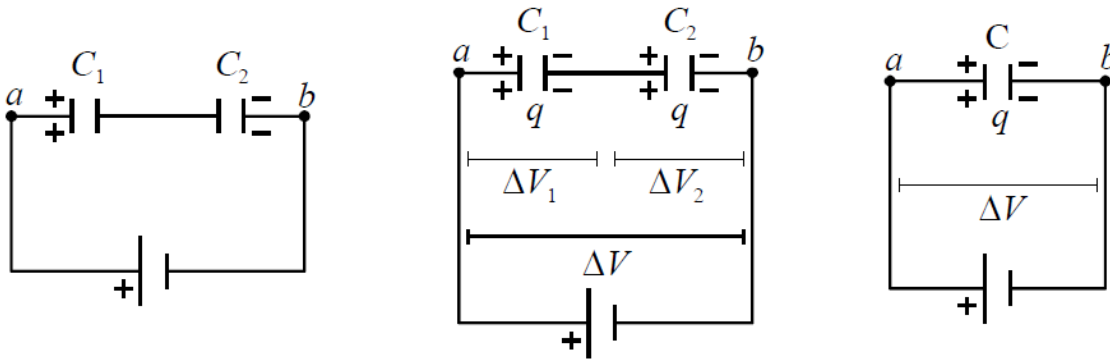 C₁ C₂
a b
+ −
+ −
+
C₁ C₂
a b
+ − + −
+ − + −
q q
ΔV₁ ΔV₂
ΔV
+
C
a b
+ −
+ −
q
ΔV
+